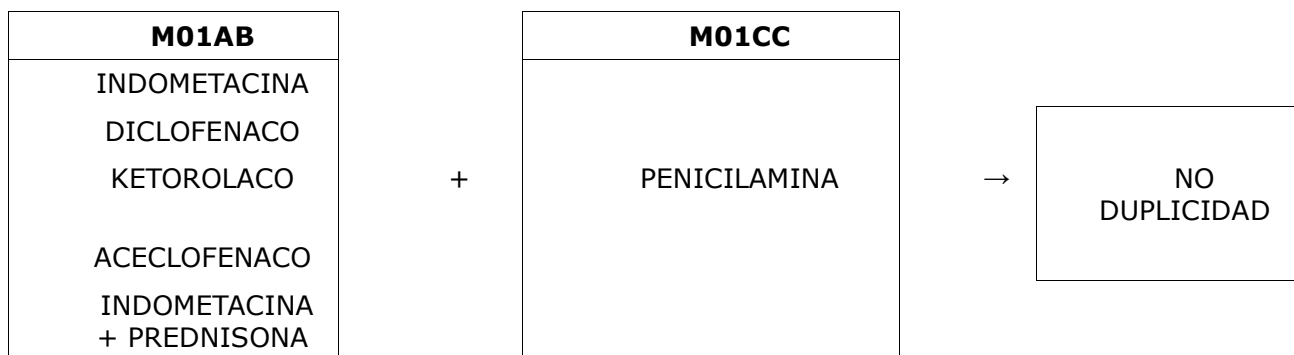 M01AB
M01CC
INDOMETACINA
DICLOFENACO
KETOROLACO + PENICILAMINA → NO
DUPLICIDAD
ACECLOFENACO
INDOMETACINA
+ PREDNISONA